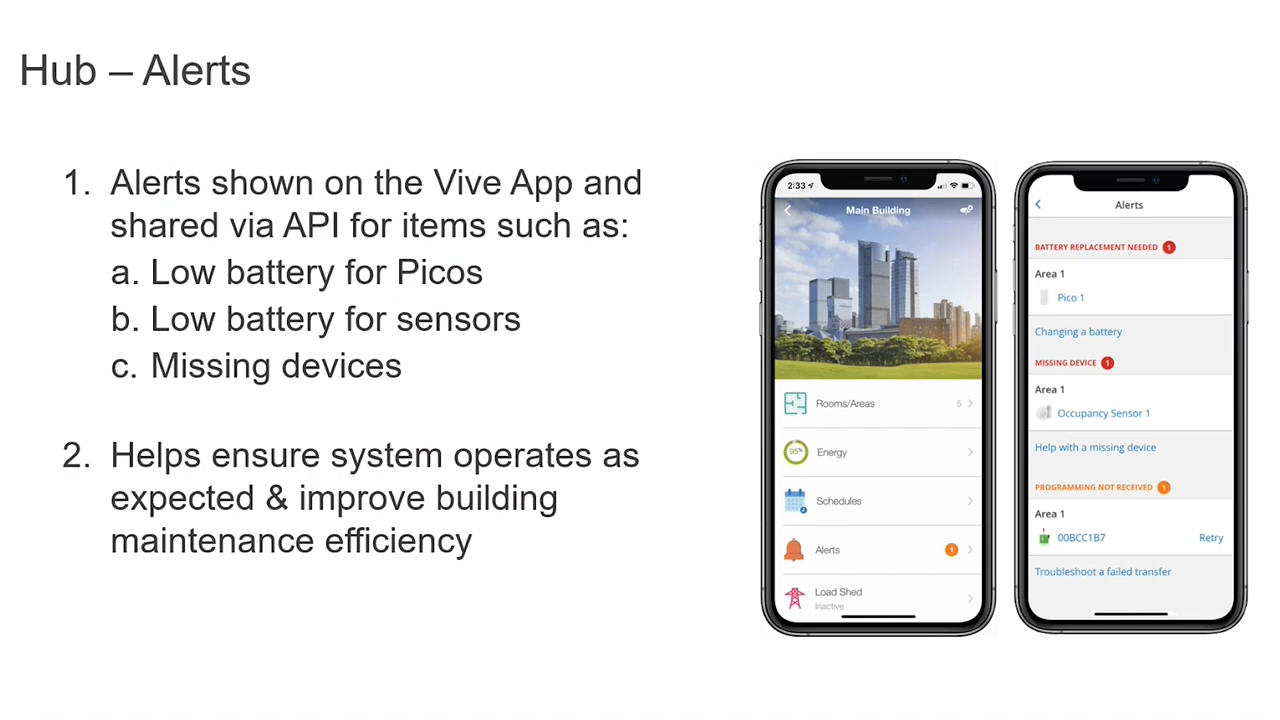 Hub – Alerts
1. Alerts shown on the Vive App and
shared via API for items such as:
a. Low battery for Picos
b. Low battery for sensors
c. Missing devices
2. Helps ensure system operates as
expected & improve building
maintenance efficiency
2:33
Main Building
Rooms/Areas 5
95%
Energy
Schedules
Alerts 1
Load Shed
Inactive
Alerts
BATTERY REPLACEMENT NEEDED 1
Area 1
Pico 1
Changing a battery
MISSING DEVICE 1
Area 1
Occupancy Sensor 1
Help with a missing device
PROGRAMMING NOT RECEIVED 1
Area 1
00BCC1B7 Retry
Troubleshoot a failed transfer